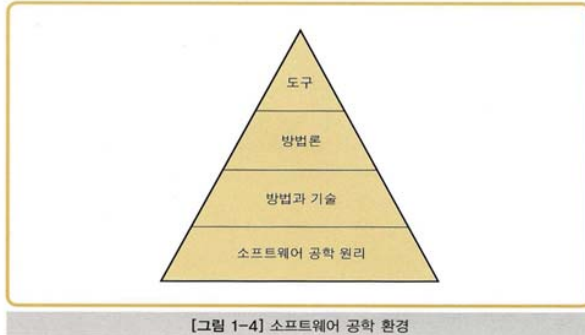 도구
방법론
방법과 기술
소프트웨어 공학 원리
[그림 1-4] 소프트웨어 공학 환경